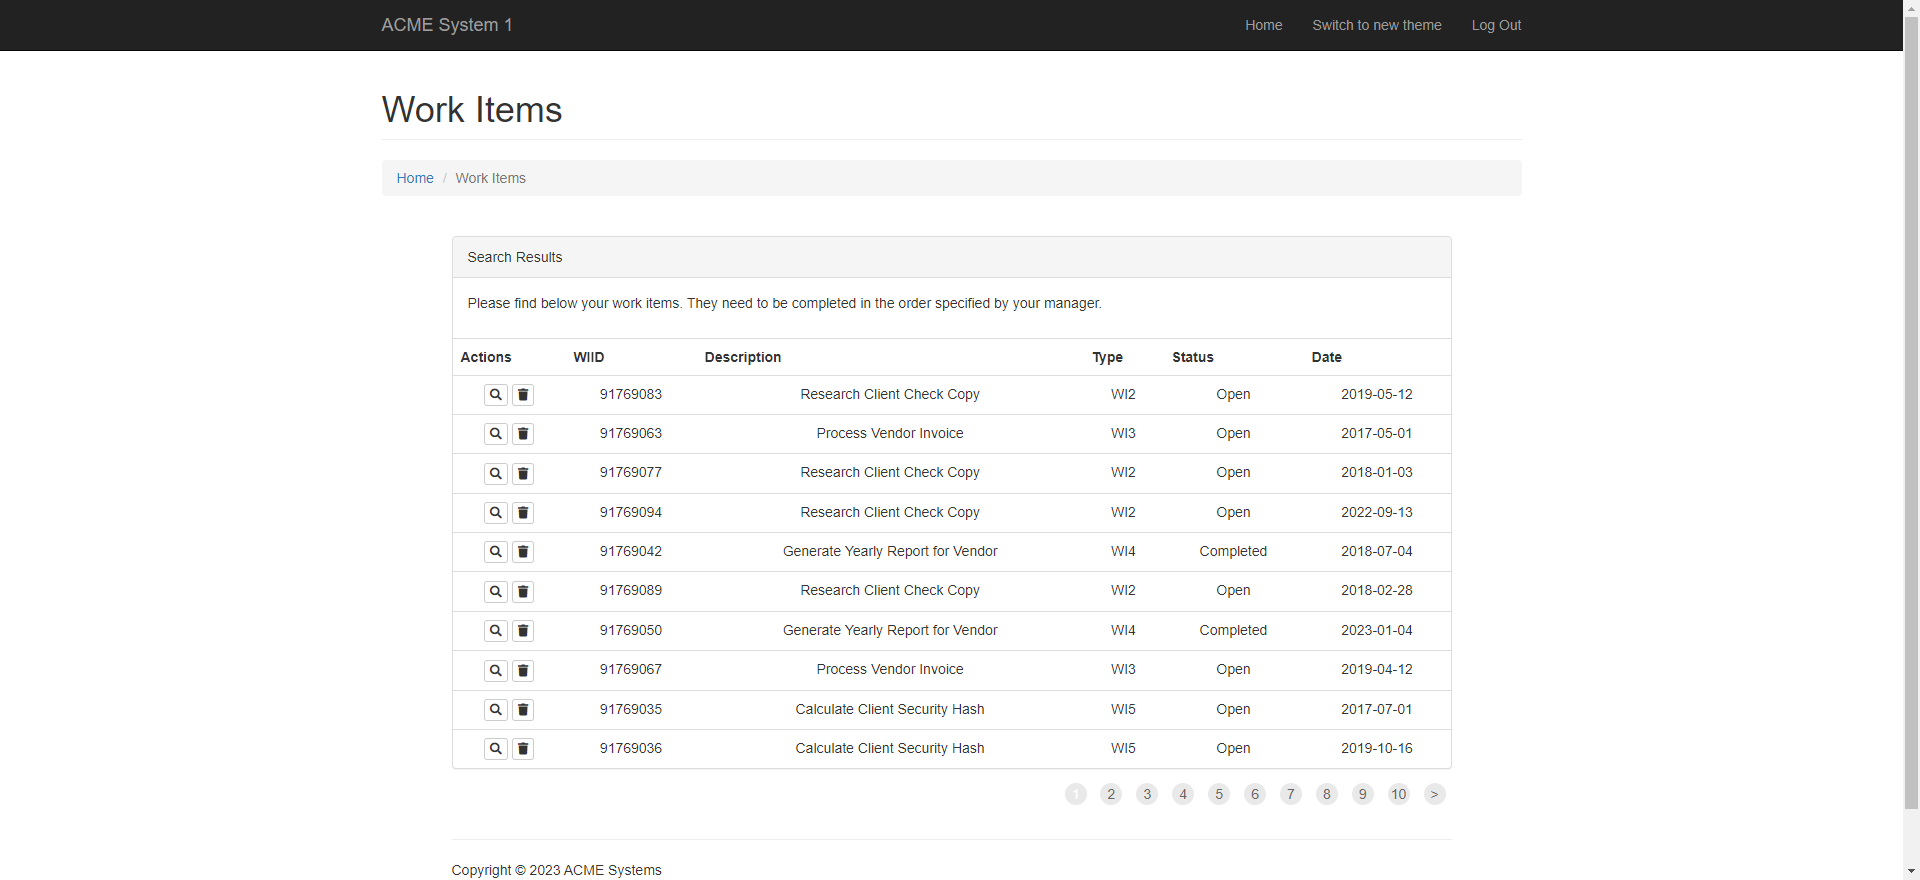 ACME System 1 Home Switch to new theme Log Out
Work Items
Home / Work Items
Search Results
Please find below your work items. They need to be completed in the order specified by your manager.
Actions WIID Description Type Status Date
91769083 Research Client Check Copy WI2 Open 2019-05-12
91769063 Process Vendor Invoice WI3 Open 2017-05-01
91769077 Research Client Check Copy WI2 Open 2018-01-03
91769094 Research Client Check Copy WI2 Open 2022-09-13
91769042 Generate Yearly Report for Vendor WI4 Completed 2018-07-04
91769089 Research Client Check Copy WI2 Open 2018-02-28
91769050 Generate Yearly Report for Vendor WI4 Completed 2023-01-04
91769067 Process Vendor Invoice WI3 Open 2019-04-12
91769035 Calculate Client Security Hash WI5 Open 2017-07-01
91769036 Calculate Client Security Hash WI5 Open 2019-10-16
1 2 3 4 5 6 7 8 9 10 >
Copyright © 2023 ACME Systems